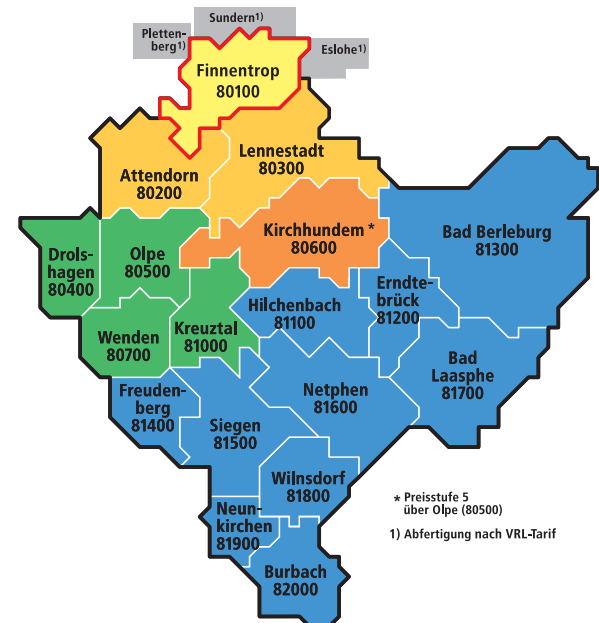 Sundern1)
Pletten-
berg1)
Eslohe1)
Finnentrop
80100
Lennestadt
80300
Attendorn
80200
Kirchhundem *
80600
Bad Berleburg
81300
Drols-
hagen
80400
Olpe
80500
Erndte-
brück
81200
Hilchenbach
81100
Wenden
80700
Kreuztal
81000
Bad
Laasphe
81700
Freuden-
berg
81400
Netphen
81600
Siegen
81500
Wilnsdorf
81800
Neun-
kirchen
81900
Burbach
82000
* Preisstufe 5
über Olpe (80500)
1) Abfertigung nach VRL-Tarif